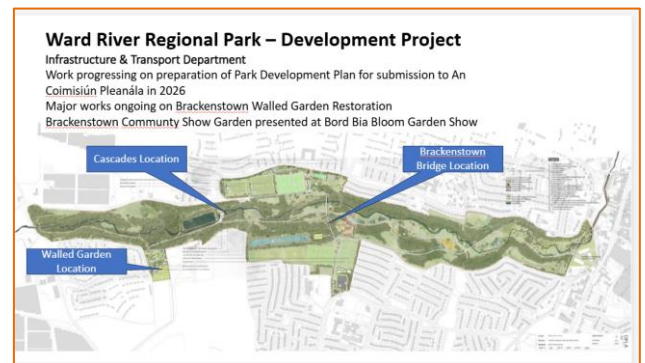 Ward River Regional Park – Development Project
Infrastructure & Transport Department
Work progressing on preparation of Park Development Plan for submission to An
Coimisiún Pleanála in 2026
Major works ongoing on Brackenstown Walled Garden Restoration
Brackenstown Communty Show Garden presented at Bord Bia Bloom Garden Show
Cascades Location
Brackenstown
Bridge Location
Walled Garden
Location